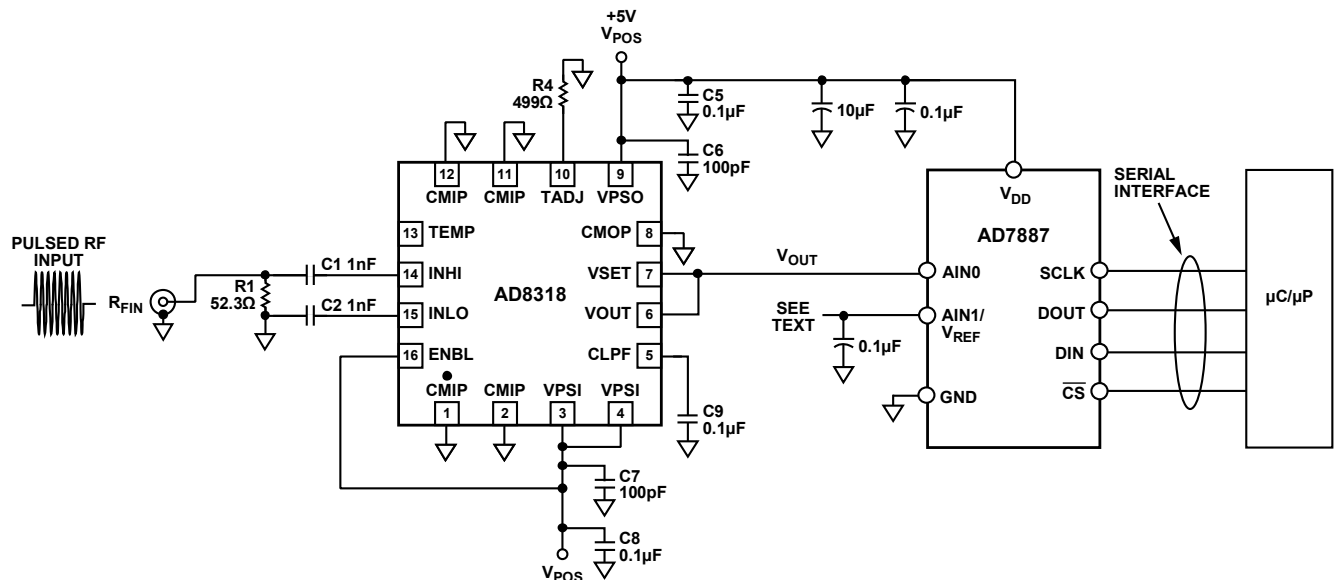 +5V
VPOS
R4
499Ω
C5
0.1µF
10µF
0.1µF
C6
100pF
12
11
10
9
CMIP
CMIP
TADJ
VPSO
VDD
SERIAL
INTERFACE
PULSED RF
INPUT
RFIN
R1
52.3Ω
C1 1nF
C2 1nF
13
TEMP
14
INHI
15
INLO
16
ENBL
AD8318
CMOP
8
VSET
7
VOUT
6
CLPF
5
CMIP
CMIP
VPSI
VPSI
1
2
3
4
C9
0.1µF
C7
100pF
C8
0.1µF
VPOS
VOUT
SEE
TEXT
0.1µF
AD7887
AIN0
AIN1/
VREF
GND
SCLK
DOUT
DIN
CS
µC/µP